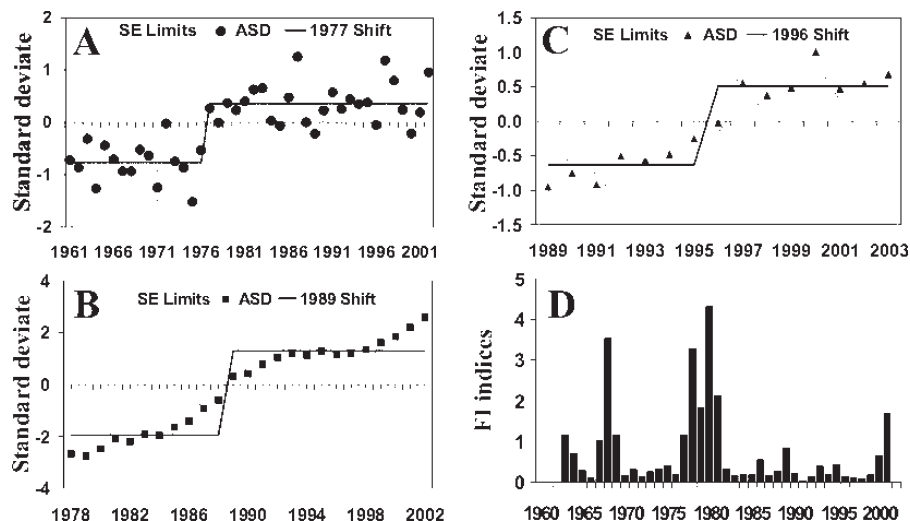 A
SE Limits ASD 1977 Shift
Standard deviate
2
1
0
-1
-2
1961 1966 1971 1976 1981 1986 1991 1996 2001
C
SE Limits ASD 1996 Shift
Standard deviate
1.5
1.0
0.5
0.0
-0.5
-1.0
-1.5
1989 1991 1993 1995 1997 1999 2001 2003
B
SE Limits ASD 1989 Shift
Standard deviate
4
2
0
-2
-4
1978 1982 1986 1990 1994 1998 2002
D
FI indices
5
4
3
2
1
0
1960 1965 1970 1975 1980 1985 1990 1995 2000